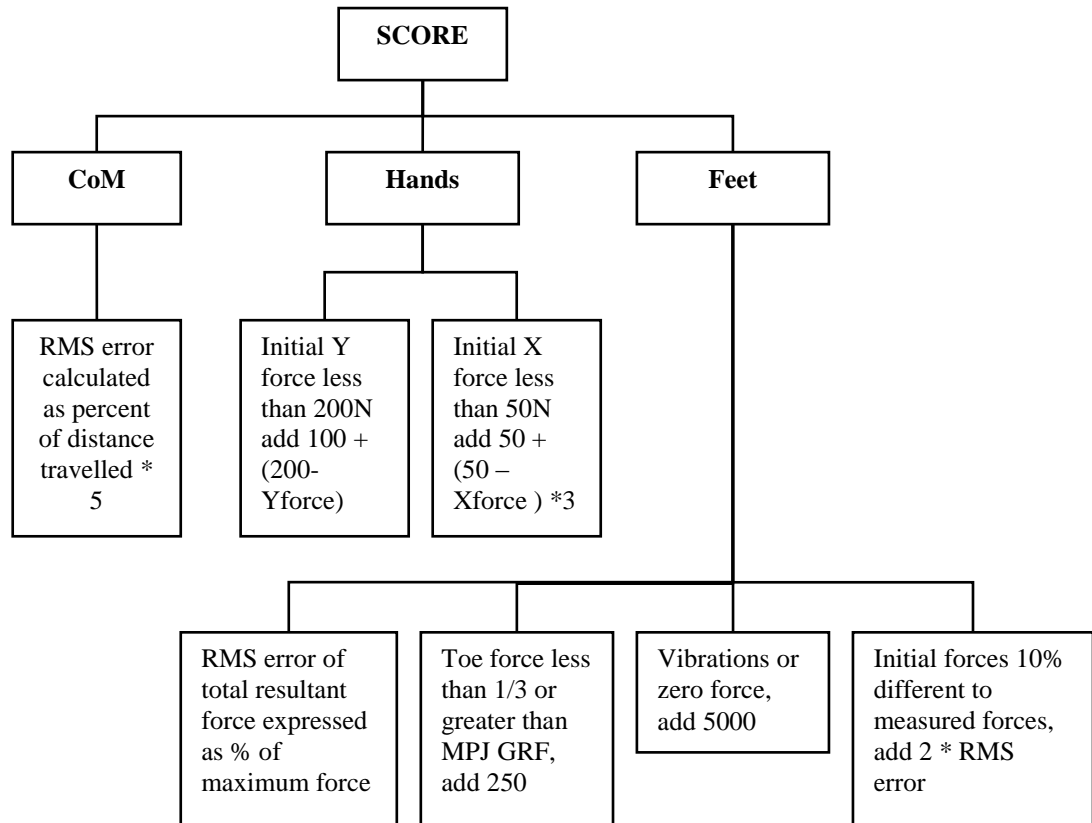 SCORE
CoM
Hands
Feet
RMS error
calculated
as percent
of distance
travelled *
5
Initial Y
force less
than 200N
add 100 +
(200-
Yforce)
Initial X
force less
than 50N
add 50 +
(50 –
Xforce ) *3
RMS error of
total resultant
force expressed
as % of
maximum force
Toe force less
than 1/3 or
greater than
MPJ GRF,
add 250
Vibrations or
zero force,
add 5000
Initial forces 10%
different to
measured forces,
add 2 * RMS
error